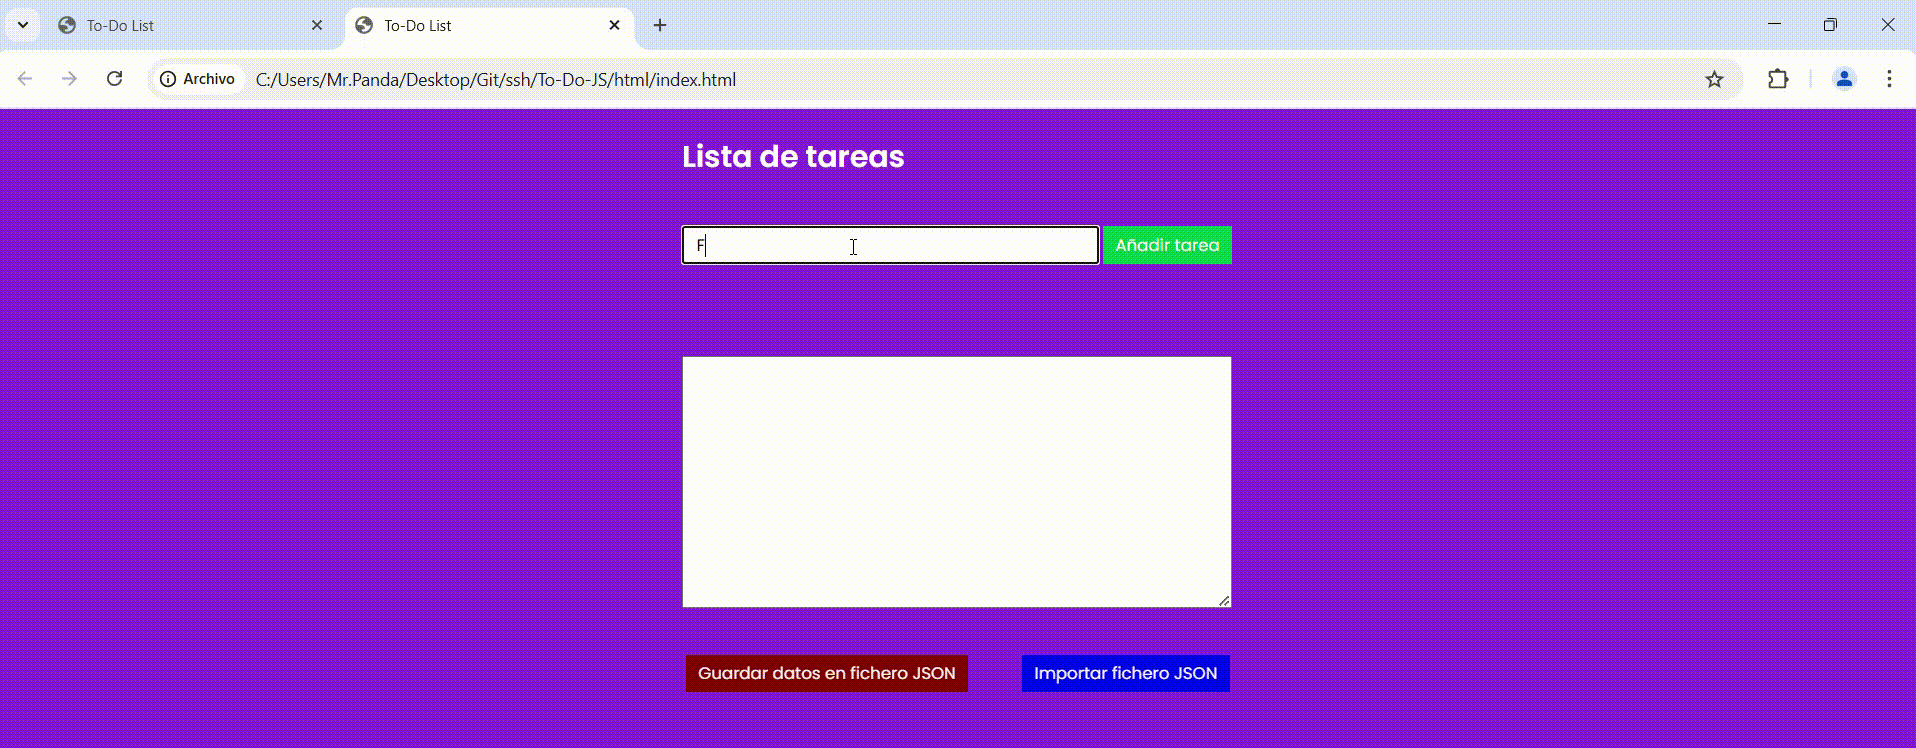 To-Do List
To-Do List
Archivo C:/Users/Mr.Panda/Desktop/Git/ssh/To-Do-JS/html/index.html
Lista de tareas
F Añadir tarea
Guardar datos en fichero JSON Importar fichero JSON